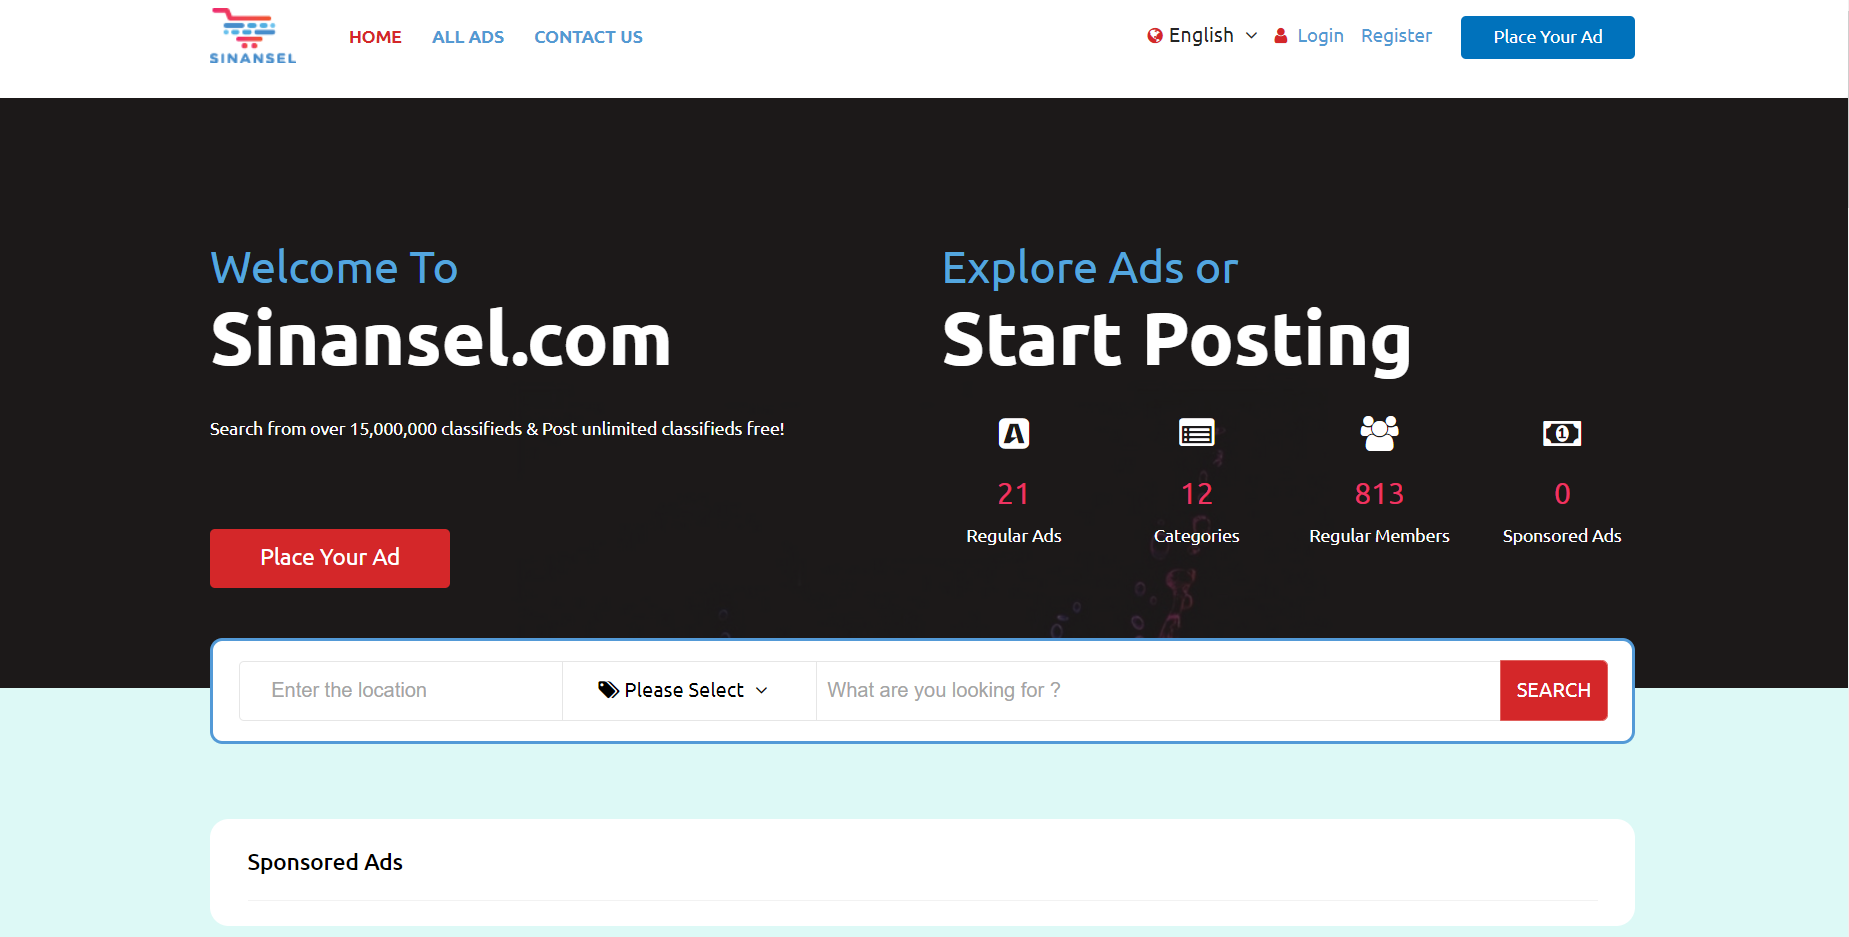 SINANSEL
HOME ALL ADS CONTACT US
English Login Register Place Your Ad
Welcome To
Sinansel.com
Search from over 15,000,000 classifieds & Post unlimited classifieds free!
Place Your Ad
Explore Ads or
Start Posting
21 12 813 0
Regular Ads Categories Regular Members Sponsored Ads
Enter the location Please Select What are you looking for ? SEARCH
Sponsored Ads